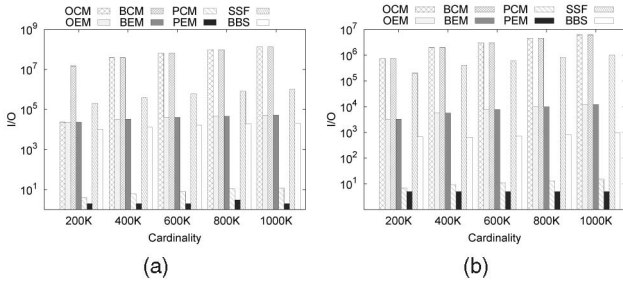 OCM BCM PCM SSF
OEM BEM PEM BBS
I/O
10^9
10^7
10^5
10^3
10^1
200K 400K 600K 800K 1000K
Cardinality
(a)
OCM BCM PCM SSF
OEM BEM PEM BBS
I/O
10^7
10^6
10^5
10^4
10^3
10^2
10^1
200K 400K 600K 800K 1000K
Cardinality
(b)